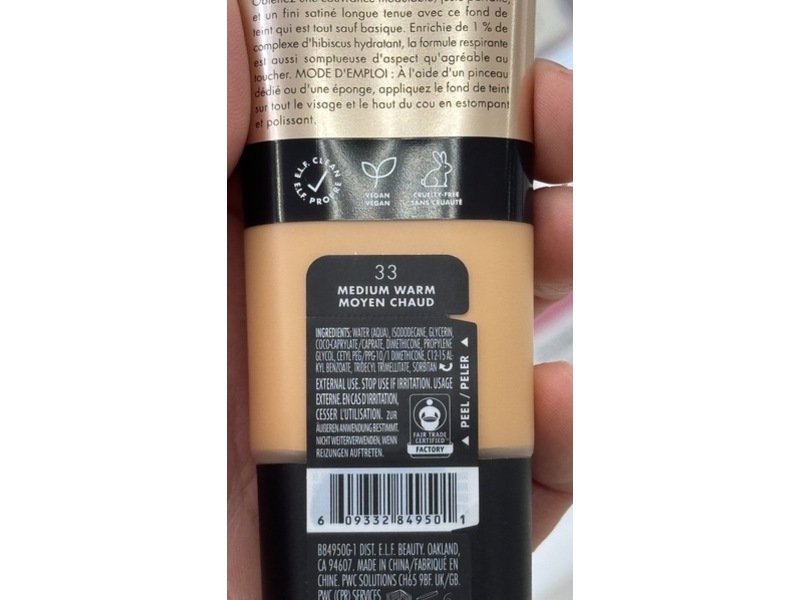 et un fini satiné longue tenue avec ce fond de
teint qui est tout sauf basique. Enrichie de 1 % de
complexe d'hibiscus hydratant, la formule respirante
est aussi somptueuse d'aspect qu'agréable au
toucher. MODE D'EMPLOI : À l'aide d'un pinceau
dédié ou d'une éponge, appliquez le fond de teint
sur tout le visage et le haut du cou en estompant
et polissant.
E.L.F. CLEAN
E.L.F. PROPRE
VEGAN
VEGAN
CRUELTY-FREE
SANS CRUAUTÉ
33
MEDIUM WARM
MOYEN CHAUD
INGREDIENTS: WATER (AQUA), ISODODECANE, GLYCERIN,
COCO-CAPRYLATE/CAPRATE, DIMETHICONE, PROPYLENE
GLYCOL, CETYL PEG/PPG-10/1 DIMETHICONE, C12-15 AL-
KYL BENZOATE, TRIDECYL TRIMELLITATE, SORBITAN
EXTERNAL USE. STOP USE IF IRRITATION. USAGE
EXTERNE. EN CAS D'IRRITATION,
CESSER L'UTILISATION. ZUR
ÄUßEREN ANWENDUNG BESTIMMT.
NICHT WEITERVERWENDEN, WENN
REIZUNGEN AUFTRETEN.
FAIR TRADE
CERTIFIED
FACTORY
◄ PEEL / PELER ►
6 09332 84950 1
B84950G-1 DIST. E.L.F. BEAUTY. OAKLAND,
CA 94607. MADE IN CHINA/FABRIQUÉ EN
CHINE. PWC SOLUTIONS CH65 9BF. UK/GB.
PWC (CPR) SERVICES